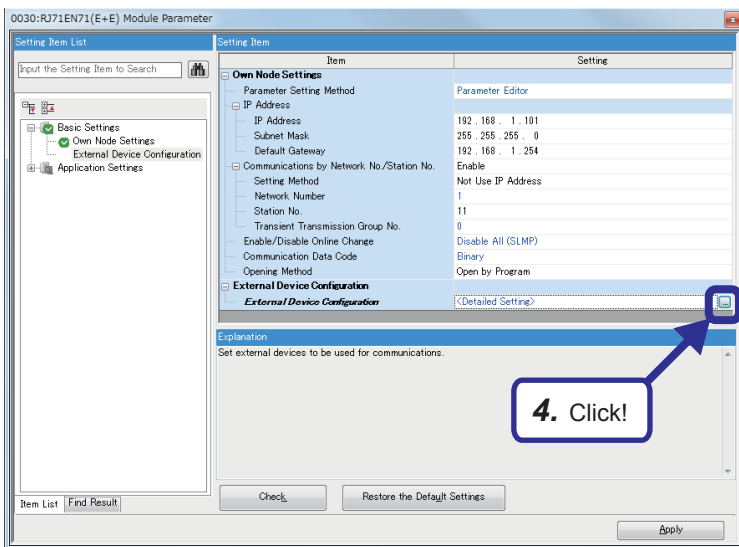 0030:RJ71EN71(E+E) Module Parameter
Setting Item List
Input the Setting Item to Search
Basic Settings
Own Node Settings
External Device Configuration
Application Settings
Item List
Find Result
Setting Item
Item Setting
Own Node Settings
Parameter Setting Method Parameter Editor
IP Address
IP Address 192 . 168 . 1 . 101
Subnet Mask 255 . 255 . 255 . 0
Default Gateway 192 . 168 . 1 . 254
Communications by Network No./Station No. Enable
Setting Method Not Use IP Address
Network Number 1
Station No. 11
Transient Transmission Group No. 0
Enable/Disable Online Change Disable All (SLMP)
Communication Data Code Binary
Opening Method Open by Program
External Device Configuration
External Device Configuration <Detailed Setting>
Explanation
Set external devices to be used for communications.
4. Click!
Check
Restore the Default Settings
Apply